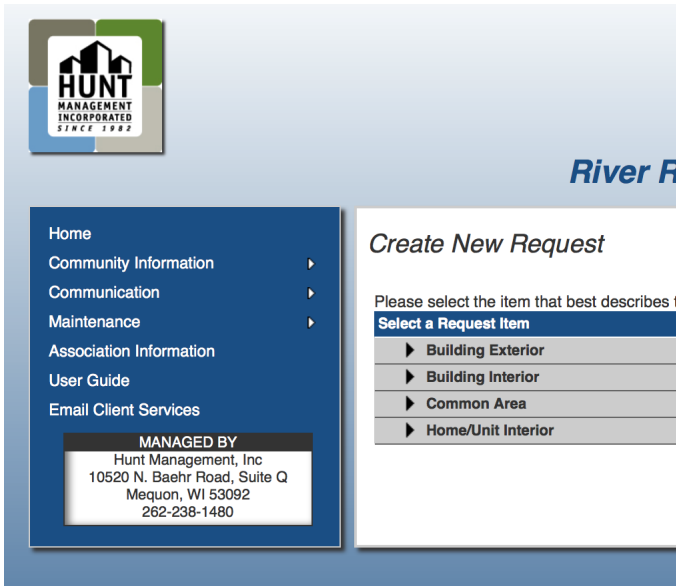 HUNT
MANAGEMENT
INCORPORATED
SINCE 1982
River R
Home
Community Information
Communication
Maintenance
Association Information
User Guide
Email Client Services
MANAGED BY
Hunt Management, Inc
10520 N. Baehr Road, Suite Q
Mequon, WI 53092
262-238-1480
Create New Request
Please select the item that best describes t
Select a Request Item
Building Exterior
Building Interior
Common Area
Home/Unit Interior